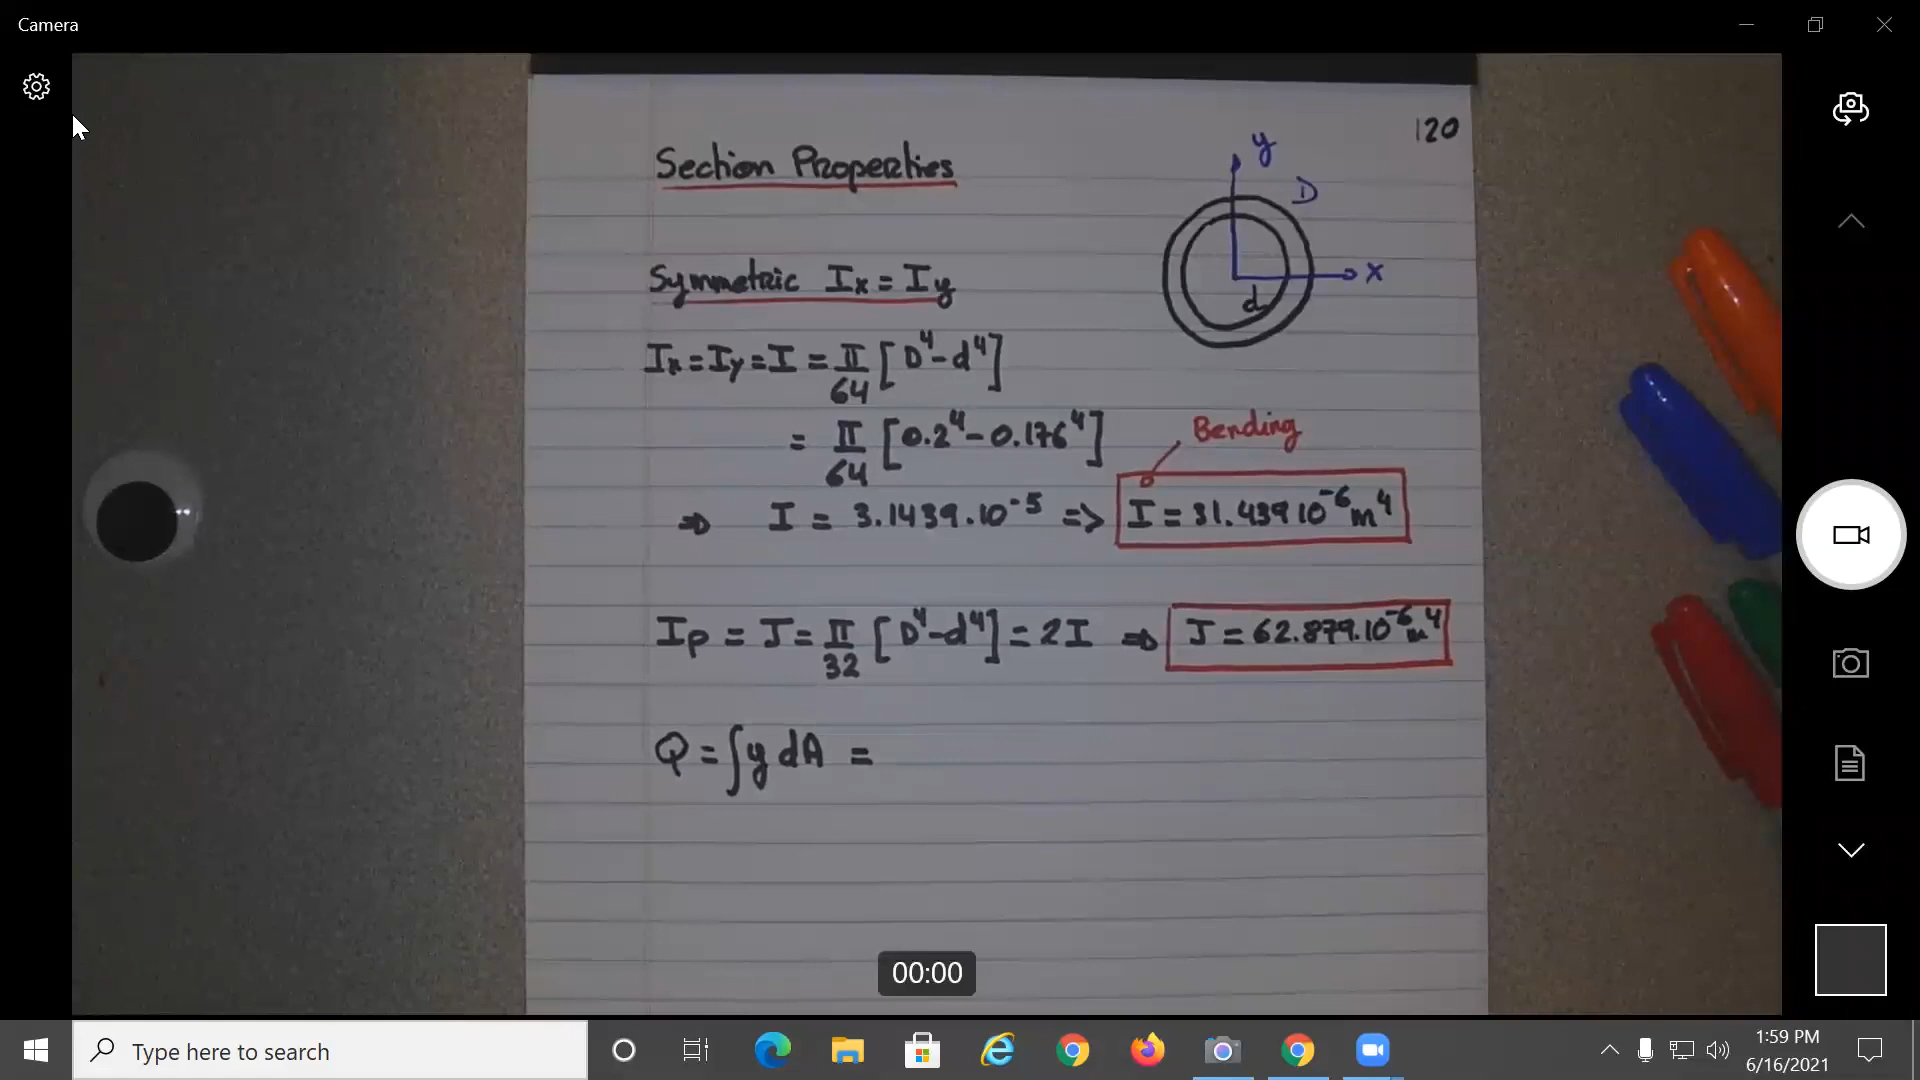 Camera
120
Section Properties
y
D
x
d
Symmetric Ix = Iy
Ix = Iy = I = π/64 [D⁴ - d⁴]
= π/64 [0.2⁴ - 0.176⁴]
Bending
⇒ I = 3.1439.10⁻⁵ => I = 31.439 10⁻⁶ m⁴
Ip = J = π/32 [D⁴ - d⁴] = 2I ⇒ J = 62.879.10⁻⁶ m⁴
Q = ∫y dA =
00:00
Type here to search
1:59 PM
6/16/2021